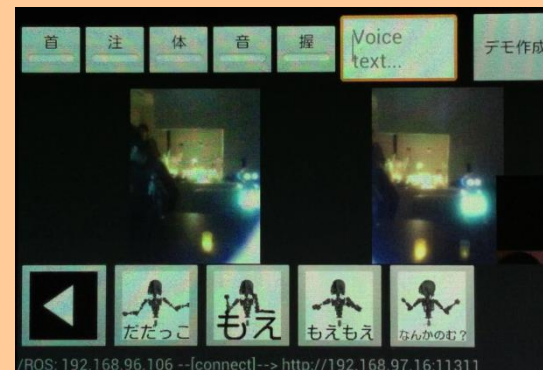 首 注 体 音 握
Voice
text...
デモ作成
だだっこ
もえ
もえもえ
なんかのむ?
/ROS: 192.168.96.106 --[connect]--> http://192.168.97.16:11311